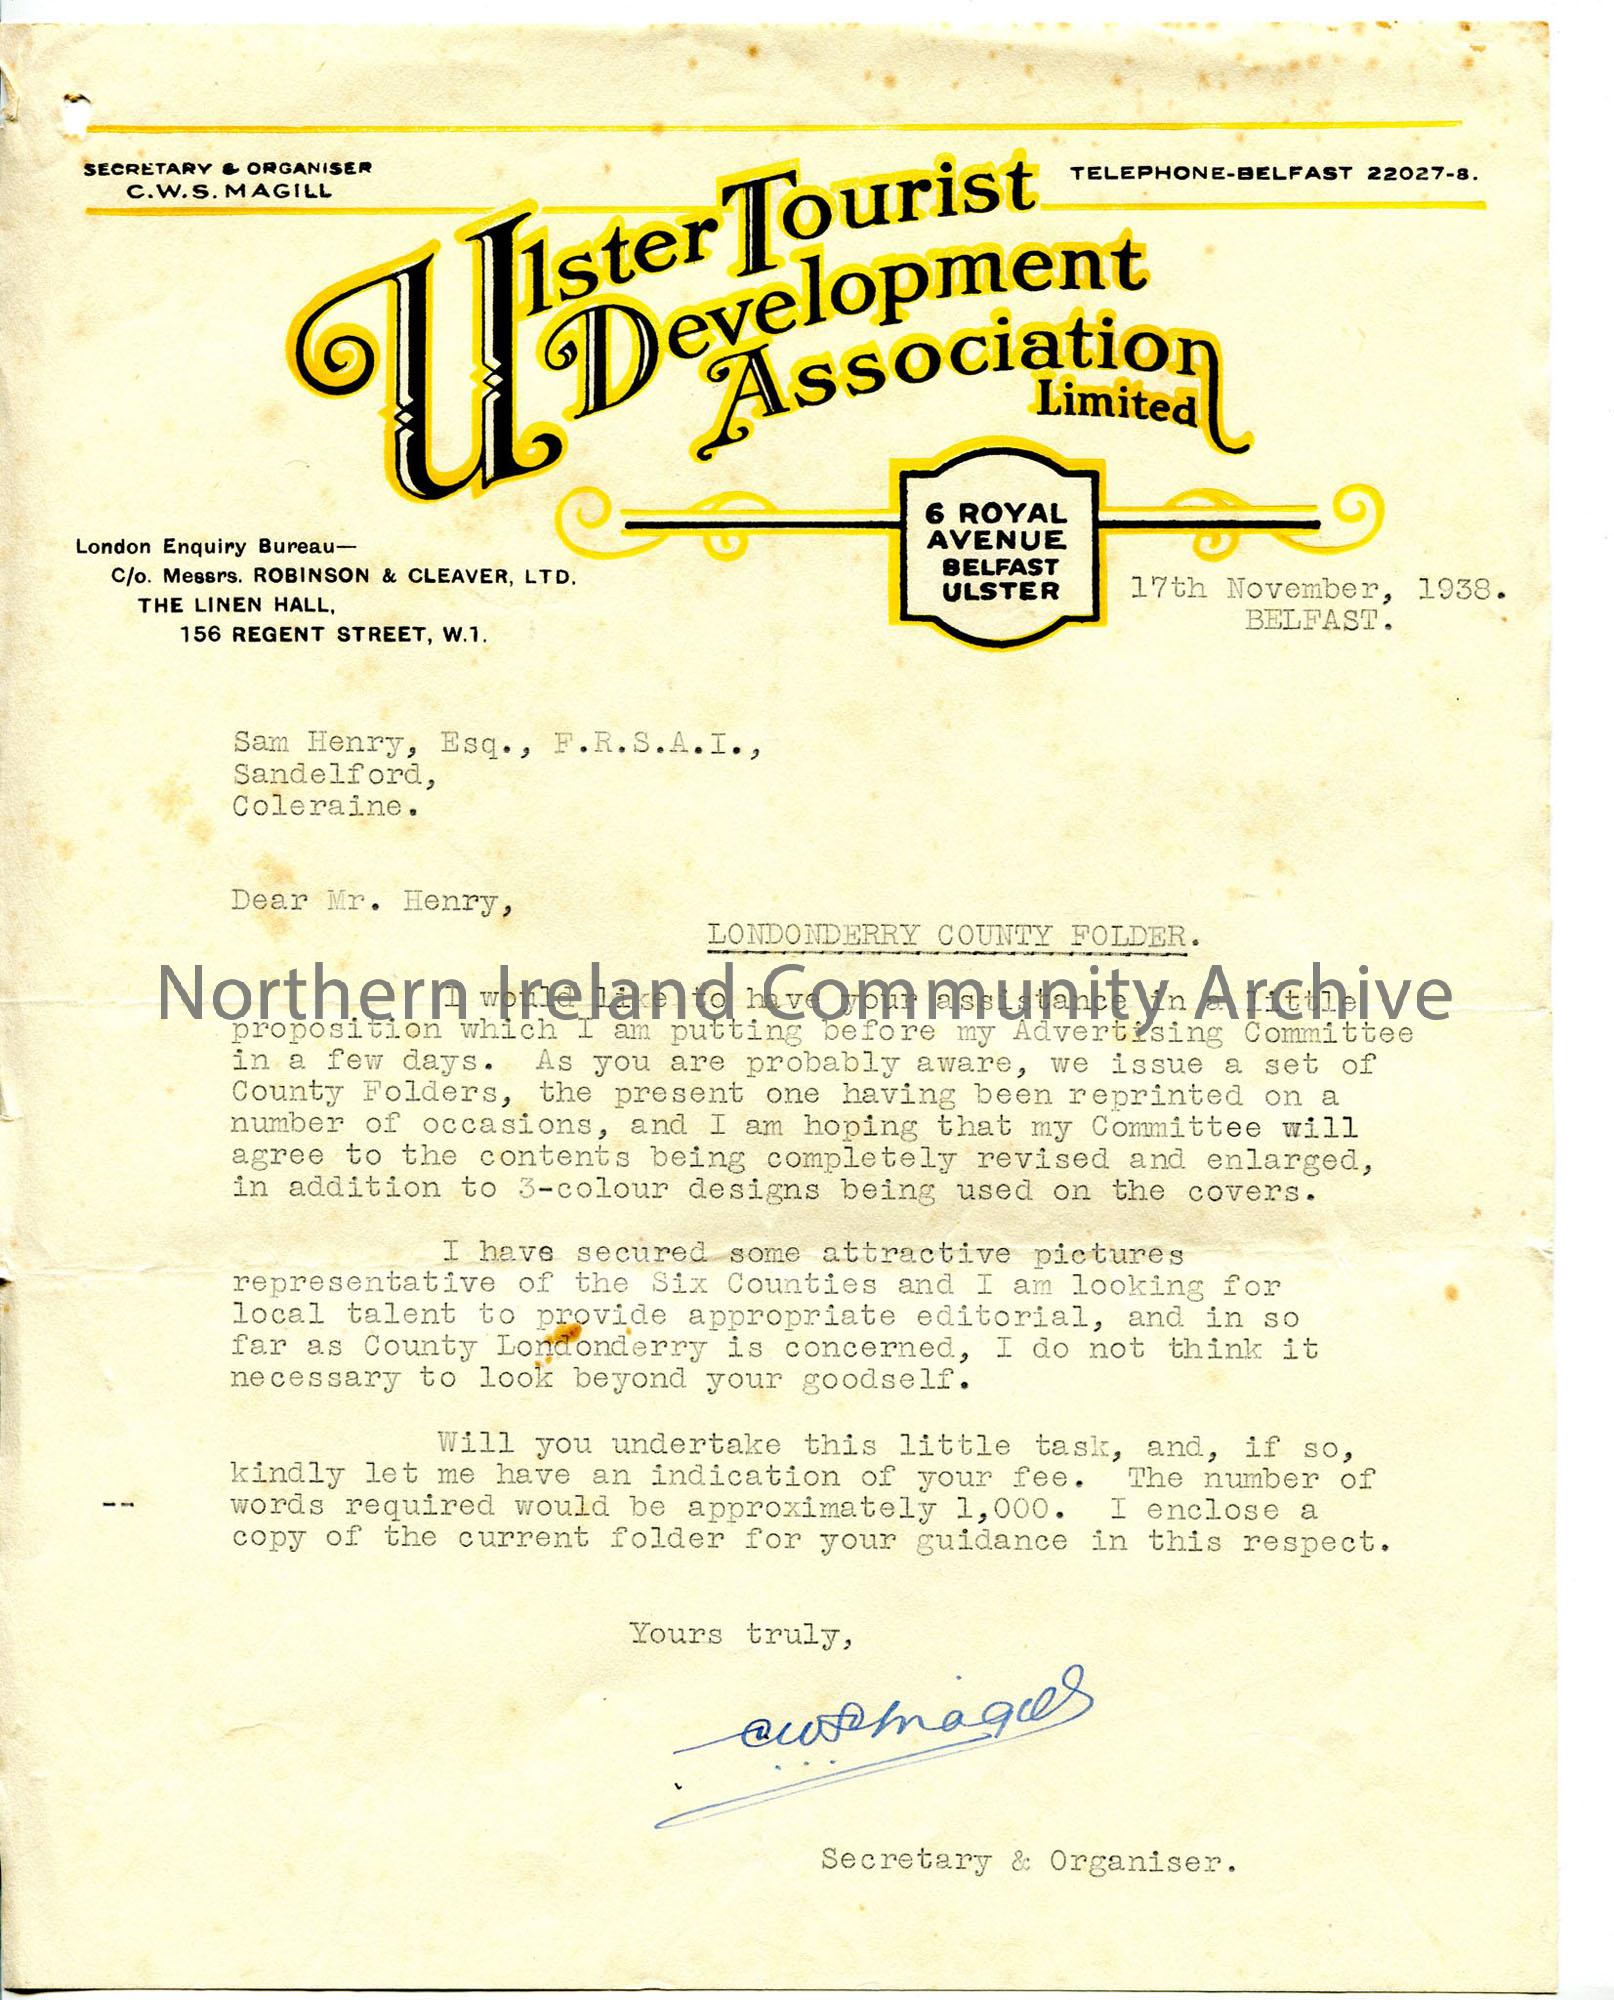 SECRETARY & ORGANISER
C.W.S. MAGILL
TELEPHONE-BELFAST 22027-8.
Ulster Tourist
Development
Association
Limited
6 ROYAL
AVENUE
BELFAST
ULSTER
London Enquiry Bureau—
C/o. Messrs. ROBINSON & CLEAVER, LTD.
THE LINEN HALL,
156 REGENT STREET, W.1.
17th November, 1938.
BELFAST.
Sam Henry, Esq., F.R.S.A.I.,
Sandelford,
Coleraine.
Dear Mr. Henry,
LONDONDERRY COUNTY FOLDER.
Northern Ireland Community Archive
I would like to have your assistance in a little
proposition which I am putting before my Advertising Committee
in a few days. As you are probably aware, we issue a set of
County Folders, the present one having been reprinted on a
number of occasions, and I am hoping that my Committee will
agree to the contents being completely revised and enlarged,
in addition to 3-colour designs being used on the covers.
I have secured some attractive pictures
representative of the Six Counties and I am looking for
local talent to provide appropriate editorial, and in so
far as County Londonderry is concerned, I do not think it
necessary to look beyond your goodself.
Will you undertake this little task, and, if so,
kindly let me have an indication of your fee. The number of
-- words required would be approximately 1,000. I enclose a
copy of the current folder for your guidance in this respect.
Yours truly,
CWS Magill
Secretary & Organiser.